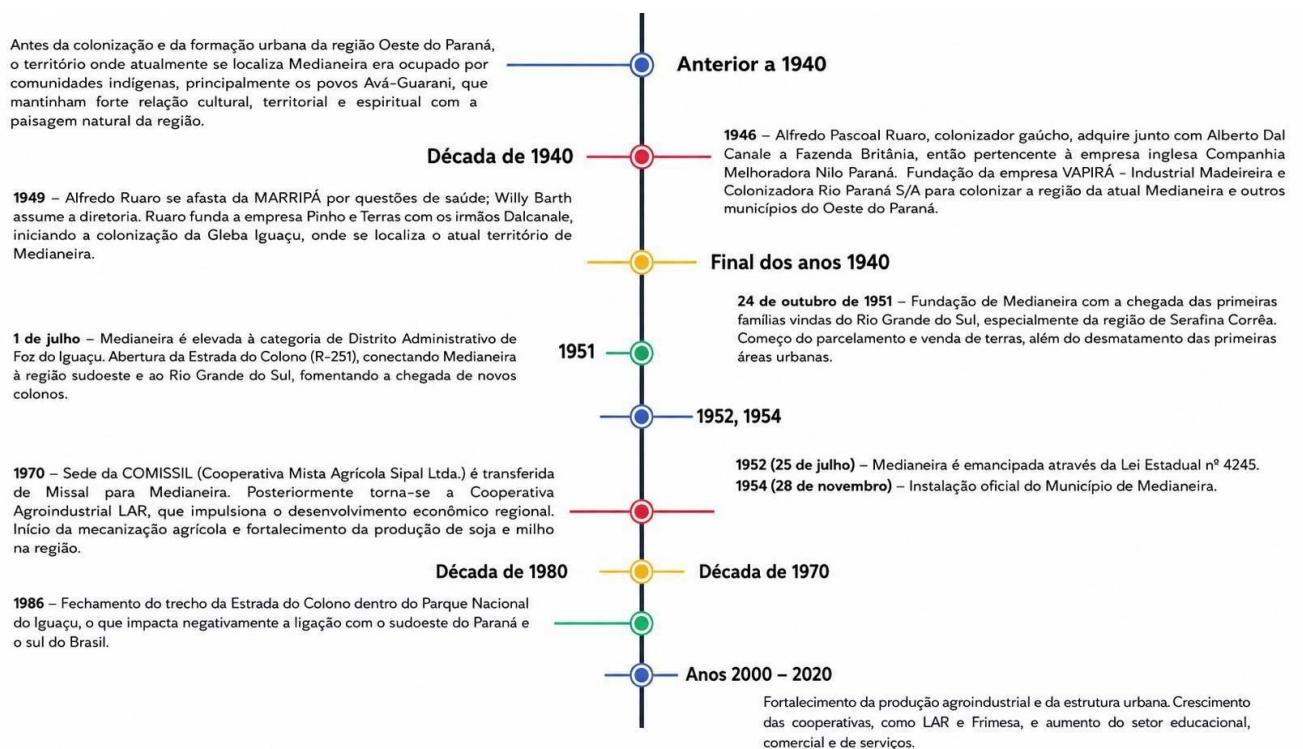 Antes da colonização e da formação urbana da região Oeste do Paraná,
o território onde atualmente se localiza Medianeira era ocupado por
comunidades indígenas, principalmente os povos Avá-Guarani, que
mantinham forte relação cultural, territorial e espiritual com a
paisagem natural da região.
Anterior a 1940
Década de 1940
1946 – Alfredo Pascoal Ruaro, colonizador gaúcho, adquire junto com Alberto Dal
Canale a Fazenda Britânia, então pertencente à empresa inglesa Companhia
Melhoradora Nilo Paraná. Fundação da empresa VAPIRÁ - Industrial Madeireira e
Colonizadora Rio Paraná S/A para colonizar a região da atual Medianeira e outros
municípios do Oeste do Paraná.
1949 – Alfredo Ruaro se afasta da MARRIPÁ por questões de saúde; Willy Barth
assume a diretoria. Ruaro funda a empresa Pinho e Terras com os irmãos Dalcanale,
iniciando a colonização da Gleba Iguaçu, onde se localiza o atual território de
Medianeira.
Final dos anos 1940
24 de outubro de 1951 – Fundação de Medianeira com a chegada das primeiras
famílias vindas do Rio Grande do Sul, especialmente da região de Serafina Corrêa.
Começo do parcelamento e venda de terras, além do desmatamento das primeiras
áreas urbanas.
1951
1 de julho – Medianeira é elevada à categoria de Distrito Administrativo de
Foz do Iguaçu. Abertura da Estrada do Colono (R-251), conectando Medianeira
à região sudoeste e ao Rio Grande do Sul, fomentando a chegada de novos
colonos.
1952, 1954
1952 (25 de julho) – Medianeira é emancipada através da Lei Estadual nº 4245.
1954 (28 de novembro) – Instalação oficial do Município de Medianeira.
1970 – Sede da COMISSIL (Cooperativa Mista Agrícola Sipal Ltda.) é transferida
de Missal para Medianeira. Posteriormente torna-se a Cooperativa
Agroindustrial LAR, que impulsiona o desenvolvimento econômico regional.
Início da mecanização agrícola e fortalecimento da produção de soja e milho
na região.
Década de 1980
Década de 1970
1986 – Fechamento do trecho da Estrada do Colono dentro do Parque Nacional
do Iguaçu, o que impacta negativamente a ligação com o sudoeste do Paraná e
o sul do Brasil.
Anos 2000 – 2020
Fortalecimento da produção agroindustrial e da estrutura urbana. Crescimento
das cooperativas, como LAR e Frimesa, e aumento do setor educacional,
comercial e de serviços.